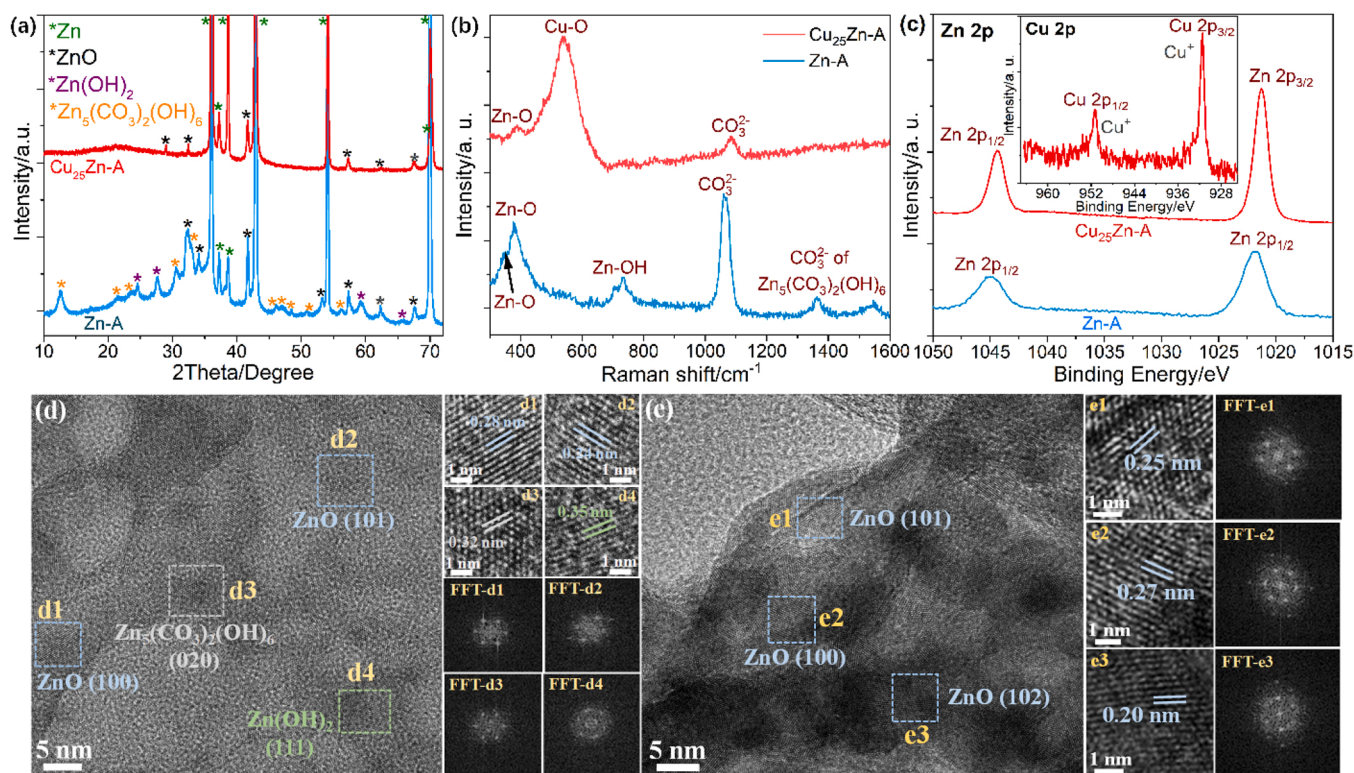 (a)
*Zn
*ZnO
*Zn(OH)₂
*Zn₅(CO₃)₂(OH)₆
Cu₂₅Zn-A
Zn-A
Intensity/a. u.
10 20 30 40 50 60 70
2Theta/Degree
(b)
Cu-O
Cu₂₅Zn-A
Zn-A
Zn-O
CO₃²⁻
Zn-O
CO₃²⁻
Zn-OH
CO₃²⁻ of
Zn₅(CO₃)₂(OH)₆
Zn-O
Intensity/a. u.
400 600 800 1000 1200 1400 1600
Raman shift/cm⁻¹
(c)
Zn 2p
Cu 2p
Cu 2p₃/₂
Cu⁺
Cu 2p₁/₂
Cu⁺
Intensity/a. u.
960 952 944 936 928
Binding Energy/eV
Zn 2p₃/₂
Zn 2p₁/₂
Cu₂₅Zn-A
Zn 2p₁/₂
Zn 2p₁/₂
Zn-A
Intensity/a. u.
1050 1045 1040 1035 1030 1025 1020 1015
Binding Energy/eV
(d)
d2
ZnO (101)
d3
Zn₅(CO₃)₂(OH)₆
(020)
d1
ZnO (100)
d4
Zn(OH)₂
(111)
5 nm
d1
0.28 nm
1 nm
d2
1 nm
d3
0.32 nm
1 nm
d4
0.35 nm
1 nm
FFT-d1
FFT-d2
FFT-d3
FFT-d4
(c)
e1
ZnO (101)
e2
ZnO (100)
ZnO (102)
e3
5 nm
e1
0.25 nm
1 nm
FFT-e1
e2
0.27 nm
1 nm
FFT-e2
e3
0.20 nm
1 nm
FFT-e3